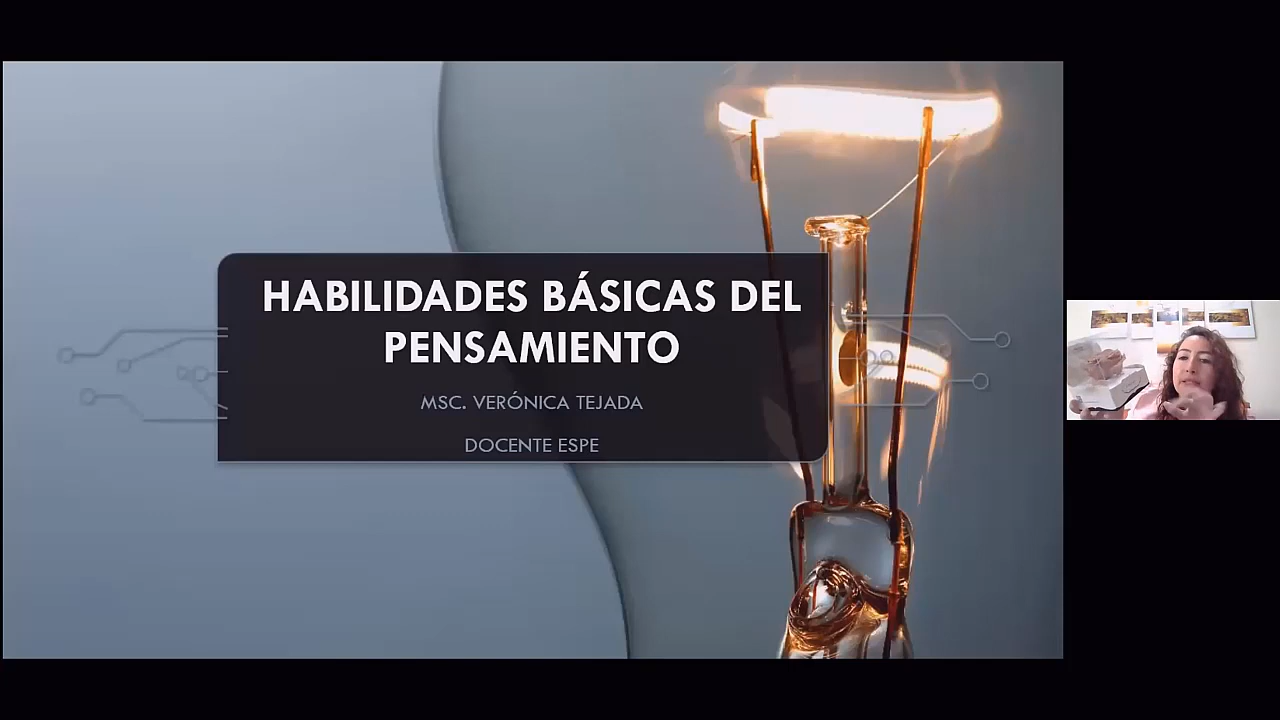 HABILIDADES BÁSICAS DEL
PENSAMIENTO
MSC. VERÓNICA TEJADA
DOCENTE ESPE